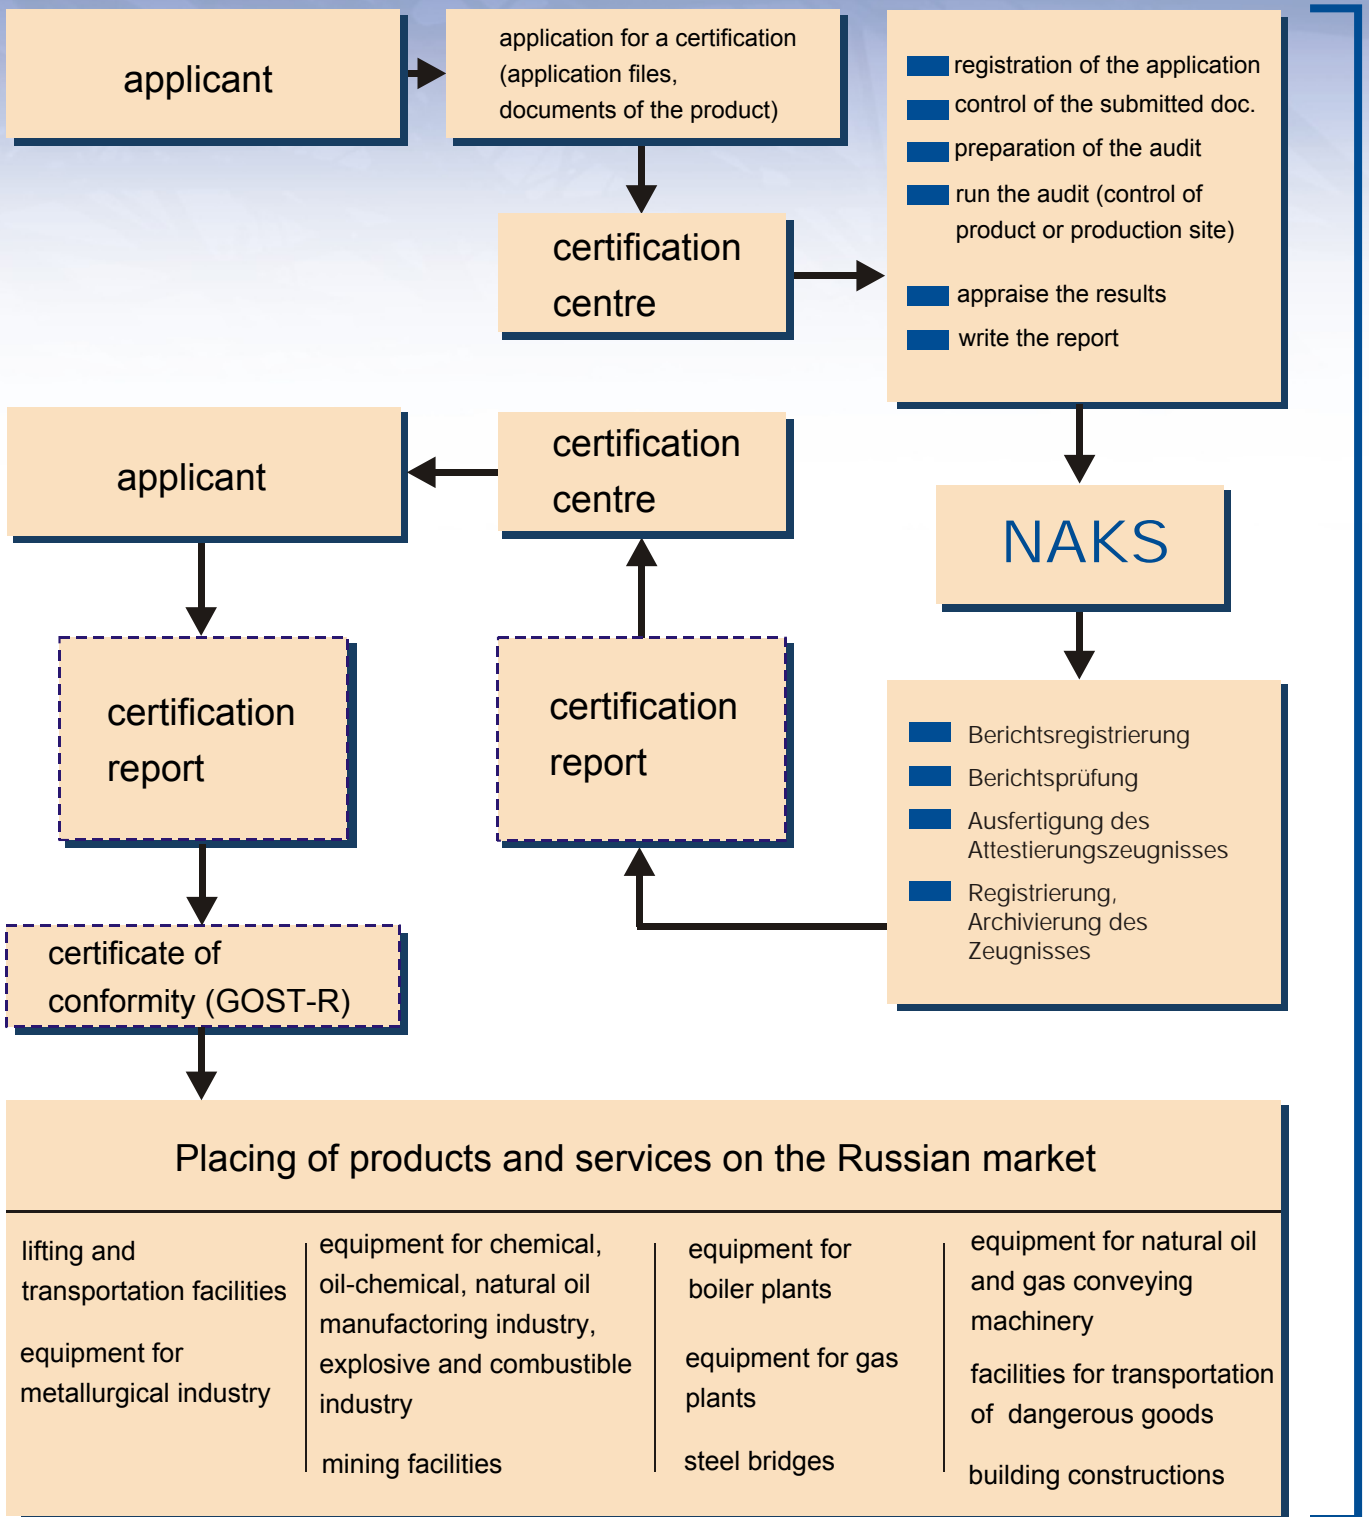 applicant
application for a certification
(application files,
documents of the product)
registration of the application
control of the submitted doc.
preparation of the audit
run the audit (control of
product or production site)
appraise the results
write the report
certification
centre
applicant
certification
centre
NAKS
certification
report
certification
report
Berichtsregistrierung
Berichtsprüfung
Ausfertigung des
Attestierungszeugnisses
Registrierung,
Archivierung des
Zeugnisses
certificate of
conformity (GOST-R)
Placing of products and services on the Russian market
lifting and
transportation facilities
equipment for
metallurgical industry
equipment for chemical,
oil-chemical, natural oil
manufactoring industry,
explosive and combustible
industry
mining facilities
equipment for
boiler plants
equipment for gas
plants
steel bridges
equipment for natural oil
and gas conveying
machinery
facilities for transportation
of dangerous goods
building constructions